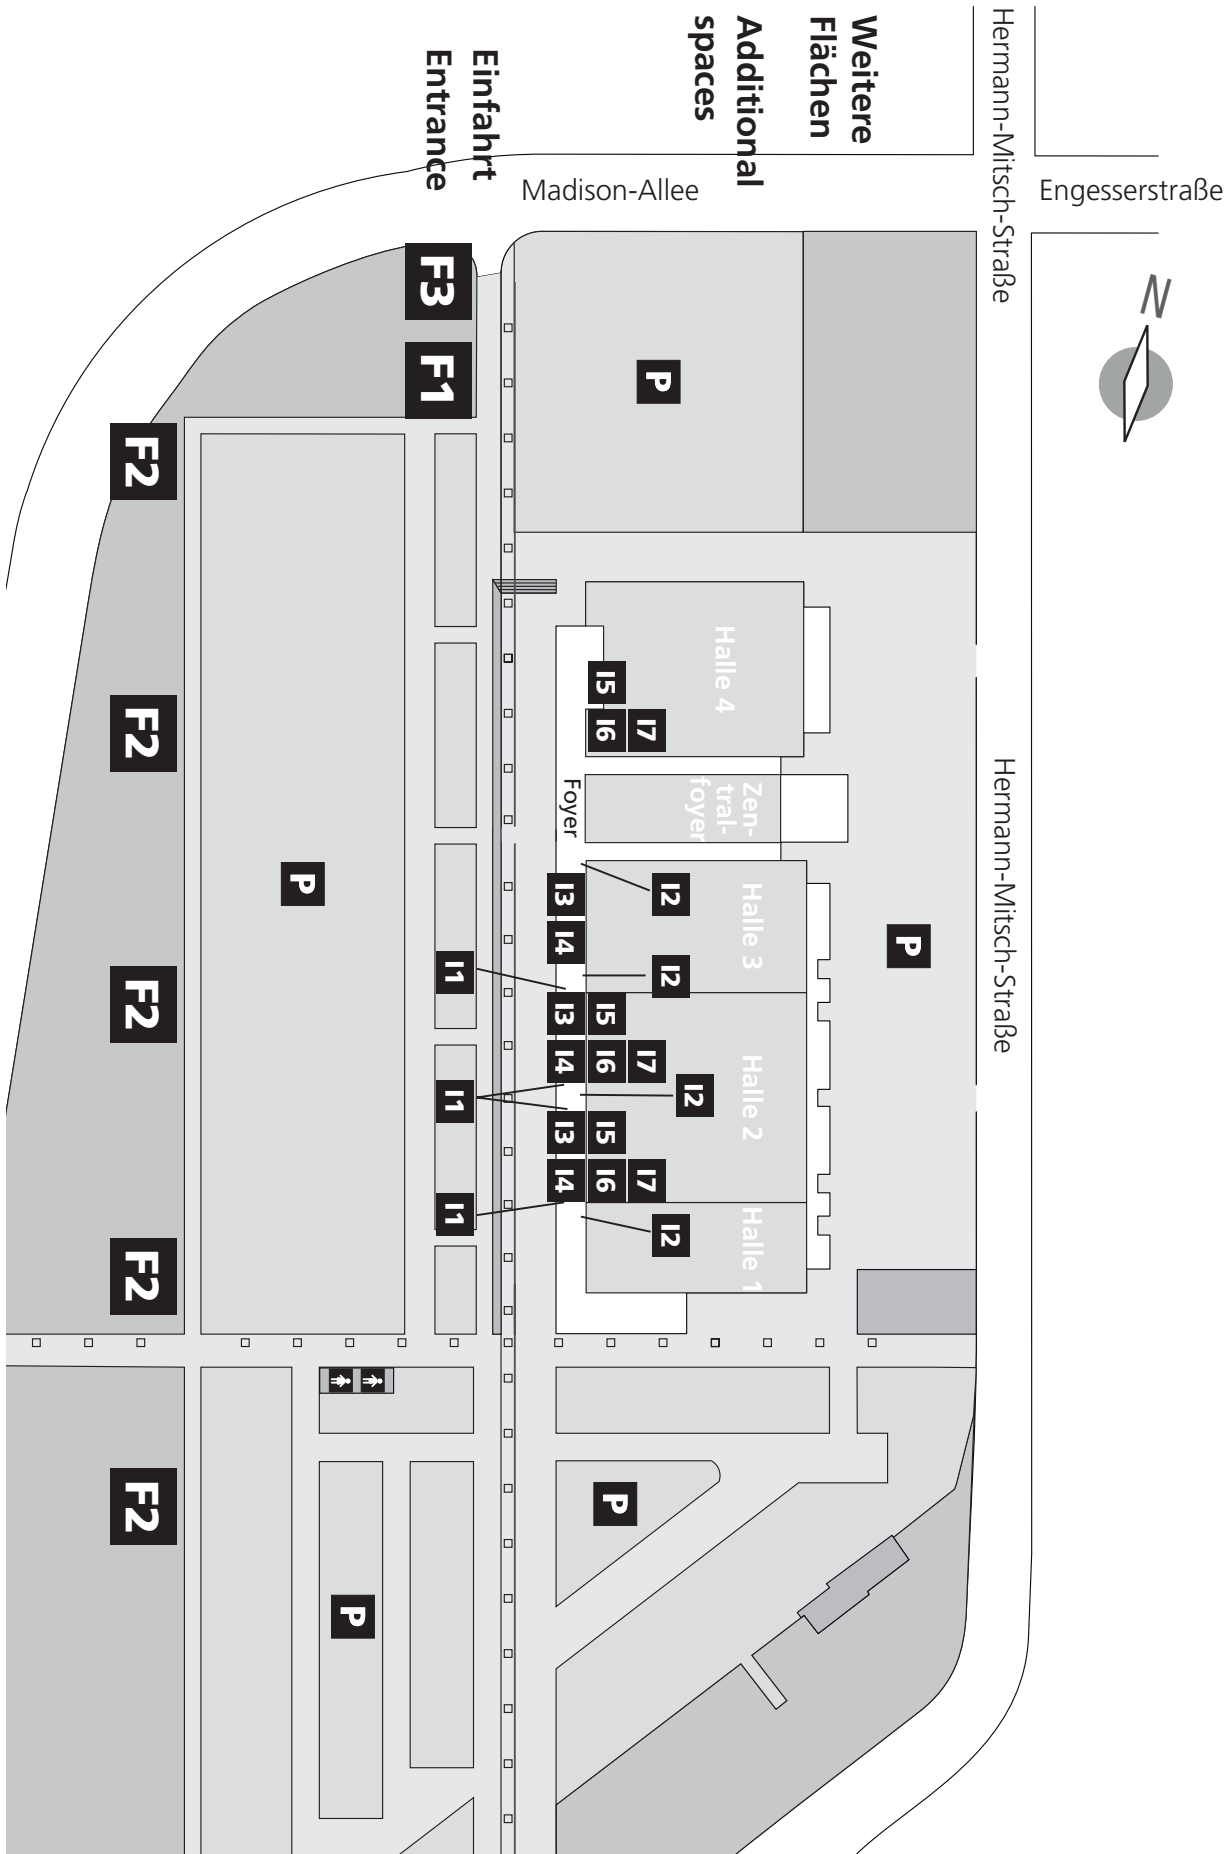 Hermann-Mitsch-Straße
Weitere
Flächen
Additional
spaces
Einfahrt
Entrance
Madison-Allee
Engesserstraße
N
F3
F1
P
F2
Halle 4
I5
I6
I7
F2
Foyer
Zen-
tral-
foyer
Hermann-Mitsch-Straße
P
I3
I2
Halle 3
P
I4
I1
I2
F2
I3
I5
I4
I6
I7
Halle 2
I1
I2
I3
I5
I4
I6
I7
I1
I2
Halle 1
F2
F2
P
P